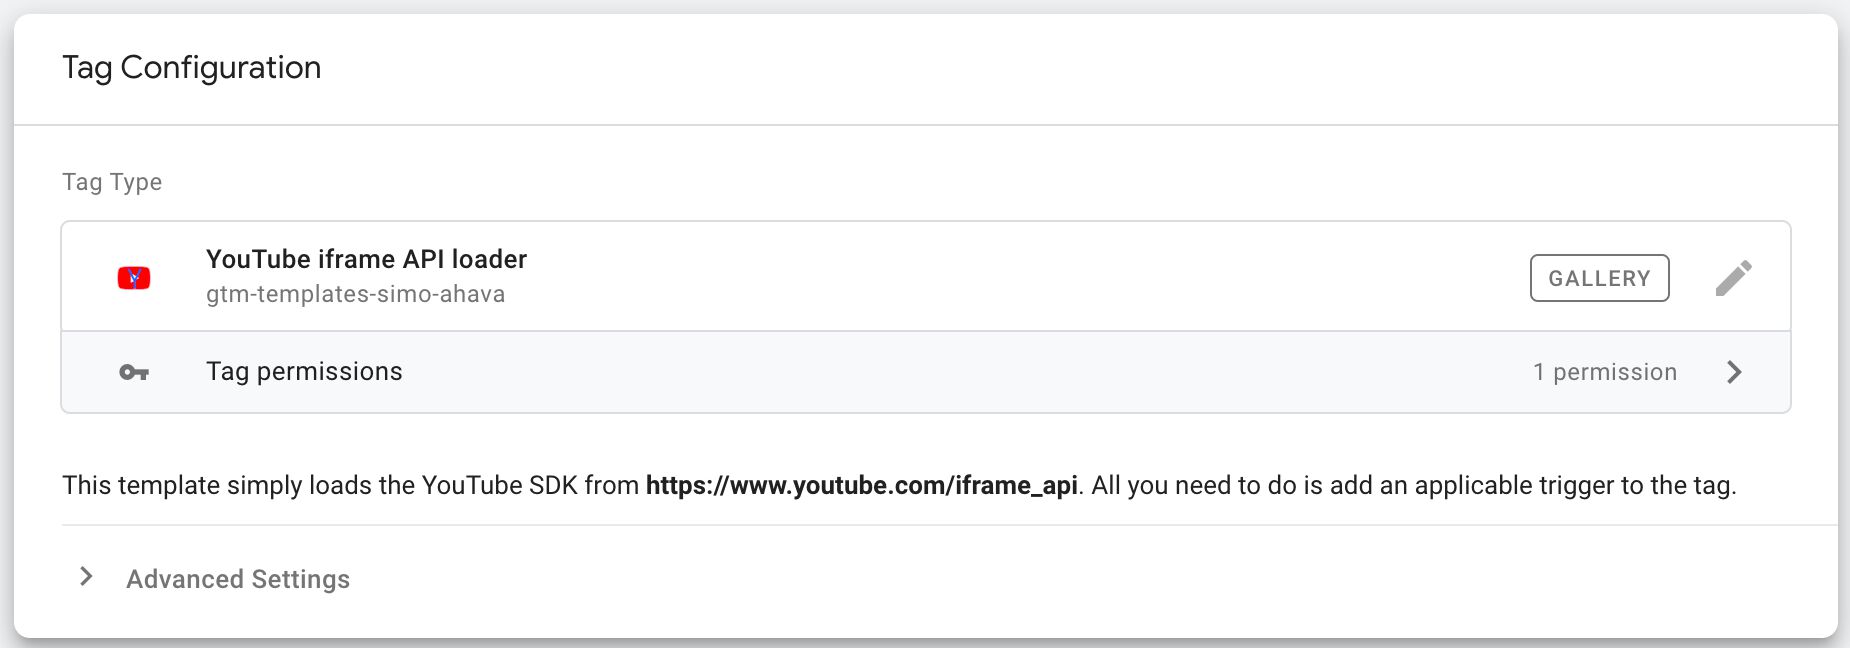 Tag Configuration
Tag Type
YouTube iframe API loader
gtm-templates-simo-ahava
GALLERY
Tag permissions
1 permission
This template simply loads the YouTube SDK from https://www.youtube.com/iframe_api. All you need to do is add an applicable trigger to the tag.
Advanced Settings